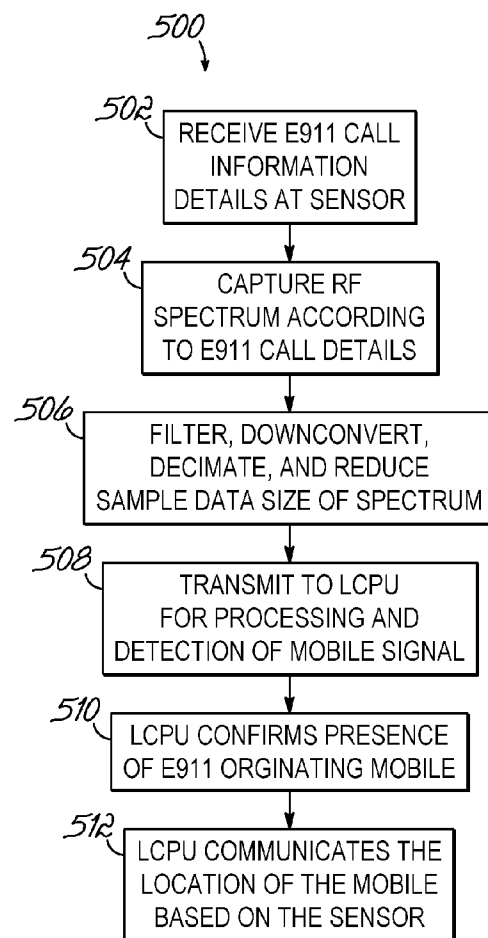 500
502
RECEIVE E911 CALL
INFORMATION
DETAILS AT SENSOR
504
CAPTURE RF
SPECTRUM ACCORDING
TO E911 CALL DETAILS
506
FILTER, DOWNCONVERT,
DECIMATE, AND REDUCE
SAMPLE DATA SIZE OF SPECTRUM
508
TRANSMIT TO LCPU
FOR PROCESSING AND
DETECTION OF MOBILE SIGNAL
510
LCPU CONFIRMS PRESENCE
OF E911 ORGINATING MOBILE
512
LCPU COMMUNICATES THE
LOCATION OF THE MOBILE
BASED ON THE SENSOR